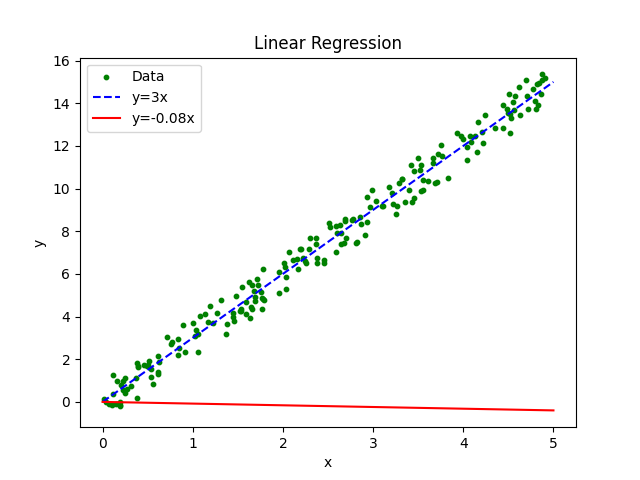 Linear Regression
Data
y=3x
y=-0.08x
16
14
12
10
8
6
4
2
0
y
0 1 2 3 4 5
x